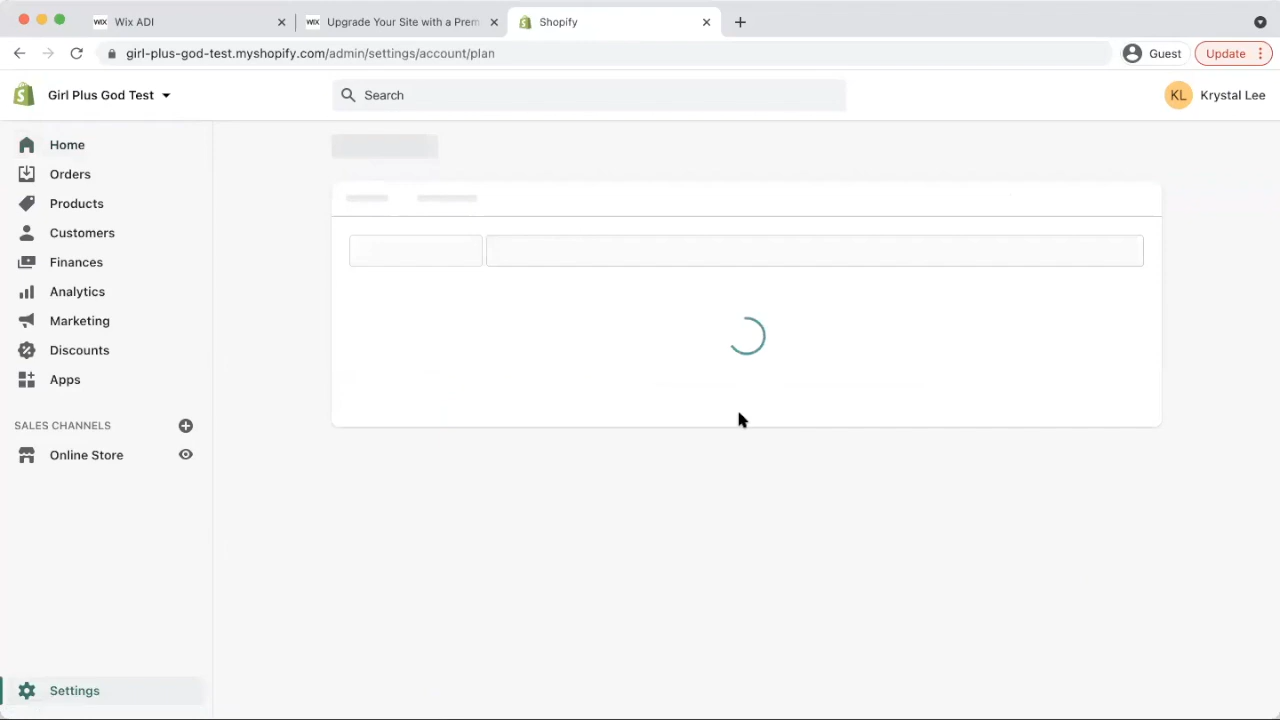 WIX Wix ADI
WIX Upgrade Your Site with a Prem
Shopify
girl-plus-god-test.myshopify.com/admin/settings/account/plan
Guest
Update
Girl Plus God Test
Search
KL Krystal Lee
Home
Orders
Products
Customers
Finances
Analytics
Marketing
Discounts
Apps
SALES CHANNELS
Online Store
Settings